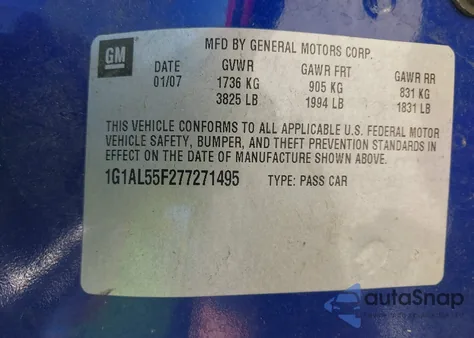 GM
MFD BY GENERAL MOTORS CORP.
DATE GVWR GAWR FRT GAWR RR
01/07 1736 KG 905 KG 831 KG
3825 LB 1994 LB 1831 LB
THIS VEHICLE CONFORMS TO ALL APPLICABLE U.S. FEDERAL MOTOR
VEHICLE SAFETY, BUMPER, AND THEFT PREVENTION STANDARDS IN
EFFECT ON THE DATE OF MANUFACTURE SHOWN ABOVE.
1G1AL55F277271495 TYPE: PASS CAR
autoSnap